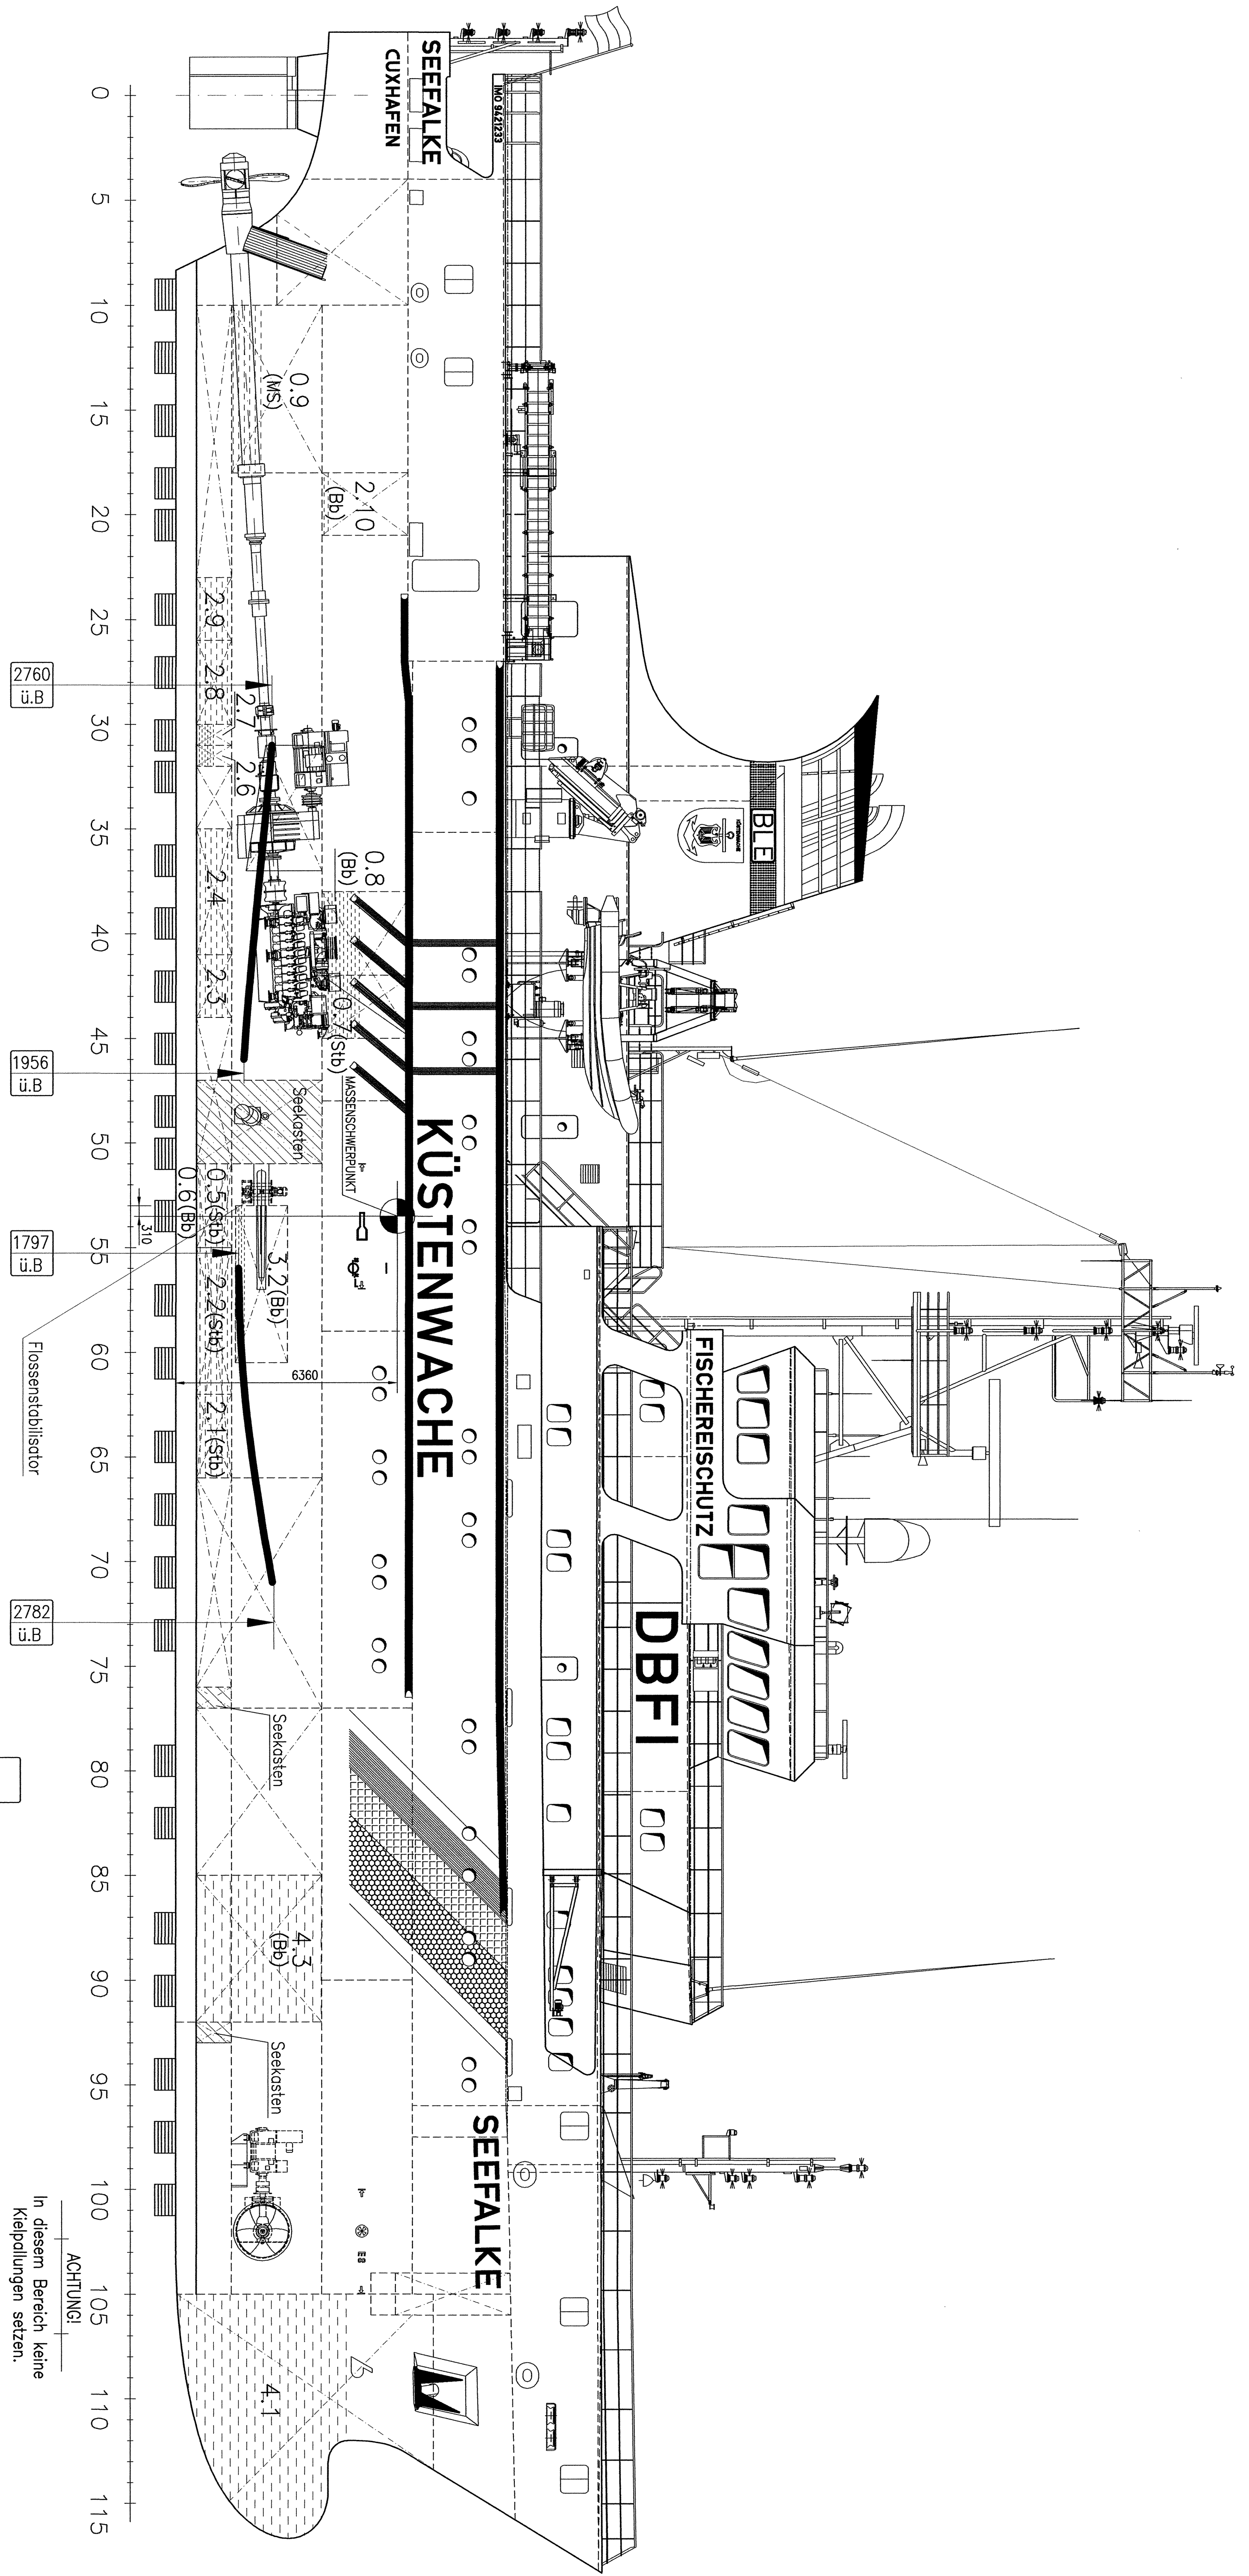 SEEFALKE
CUXHAFEN
IMO 9421233
BLE
KÜSTENWACHE
KÜSTENWACHE
FISCHEREISCHUTZ
DBFI
SEEFALKE
0.9
(MS)
2.10
(Bb)
0.8
(Bb)
0.7(Stb)
MASSENSCHWERPUNKT
2.9
2.8
2.7
2.6
2.4
2.3
Seekasten
0.5(Stb)
0.6(Bb)
3.2(Bb)
2.2(Stb)
2.1(Stb)
6360
310
Seekasten
4.3
(Bb)
Seekasten
4.1
0 5 10 15 20 25 30 35 40 45 50 55 60 65 70 75 80 85 90 95 100 105 110 115
2760
ü.B
1956
ü.B
1797
ü.B
2782
ü.B
Flossenstabilisator
ACHTUNG!
In diesem Bereich keine
Kielpallungen setzen.